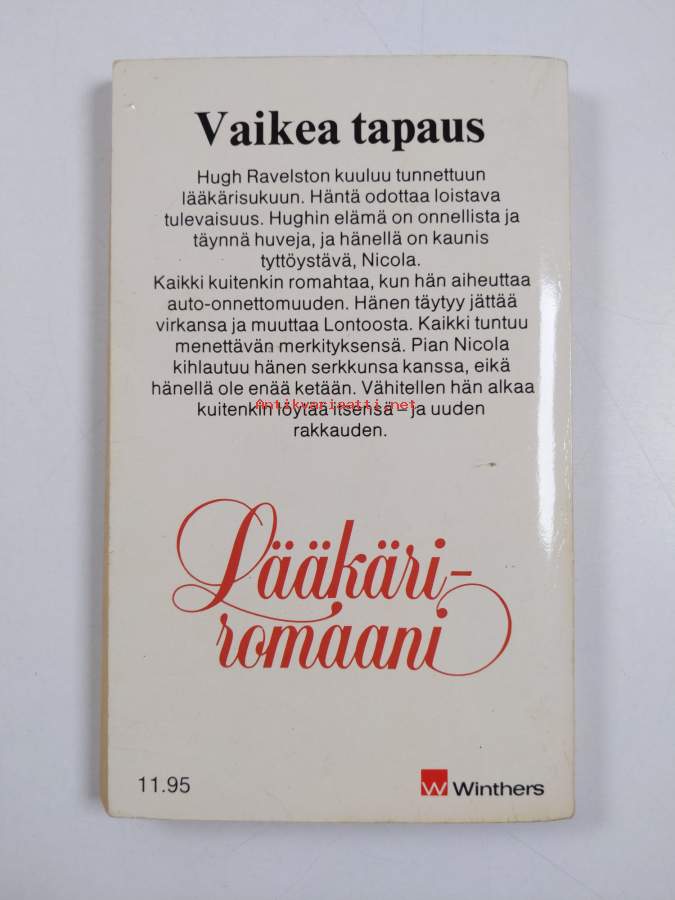 Vaikea tapaus
Hugh Ravelston kuuluu tunnettuun
lääkärisukuun. Häntä odottaa loistava
tulevaisuus. Hughin elämä on onnellista ja
täynnä huveja, ja hänellä on kaunis
tyttöystävä, Nicola.
Kaikki kuitenkin romahtaa, kun hän aiheuttaa
auto-onnettomuuden. Hänen täytyy jättää
virkansa ja muuttaa Lontoosta. Kaikki tuntuu
menettävän merkityksensä. Pian Nicola
kihlautuu hänen serkkunsa kanssa, eikä
hänellä ole enää ketään. Vähitellen hän alkaa
Antikvariaatti.net
kuitenkin löytää itsensä – ja uuden
rakkauden.
Lääkäri-
romaani
11.95
W Winthers